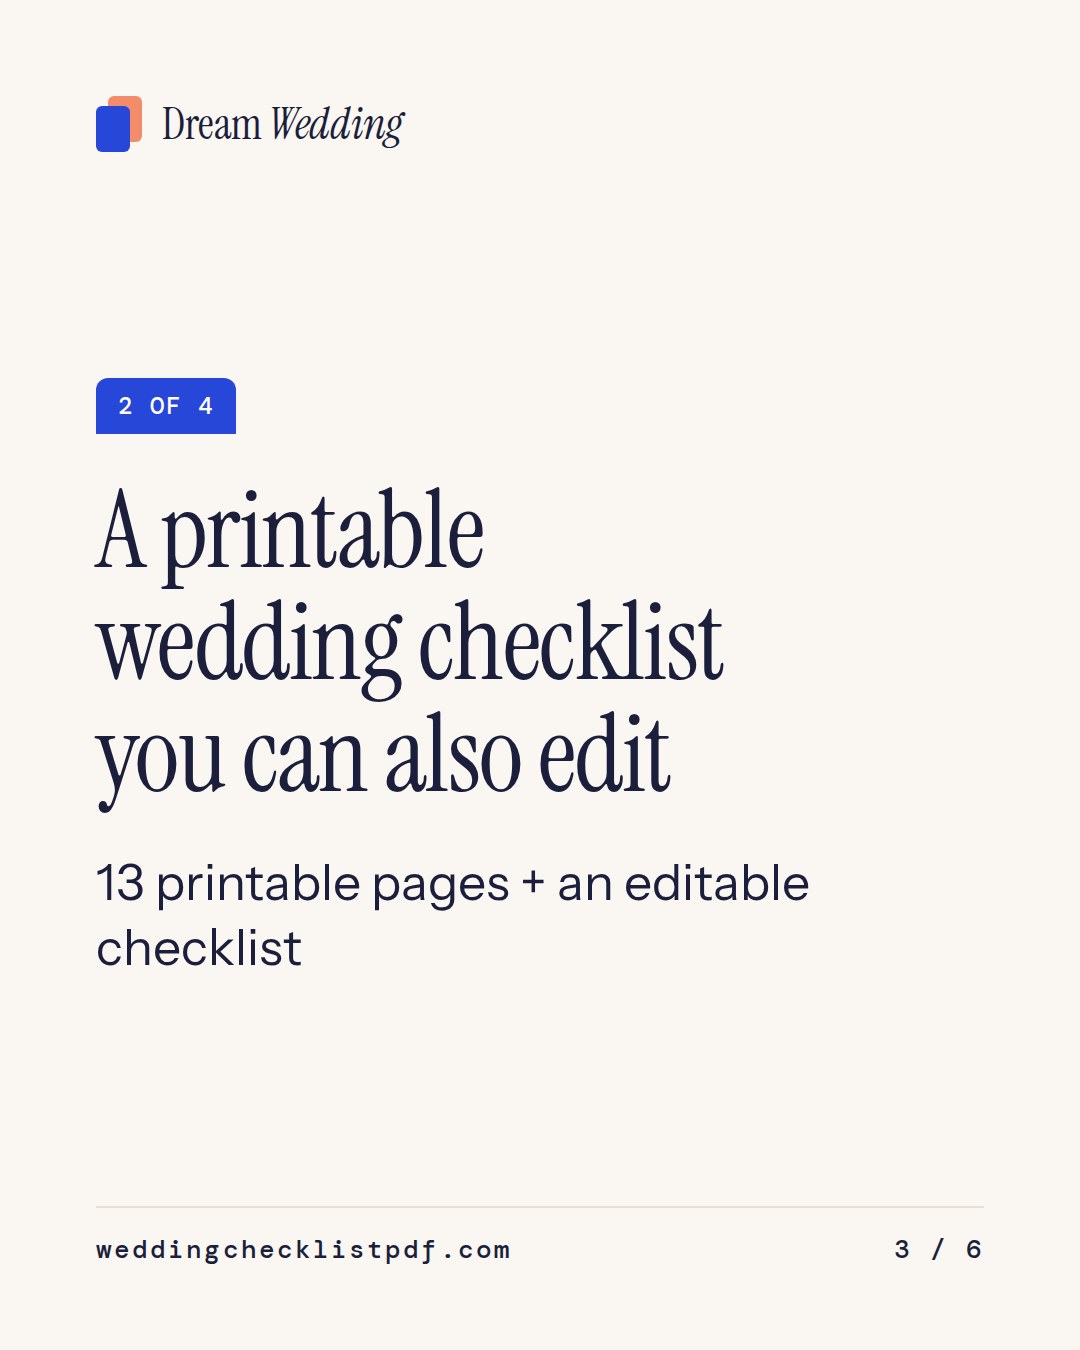 Dream Wedding
2 OF 4
A printable
wedding checklist
you can also edit
13 printable pages + an editable
checklist
weddingchecklistpdf.com
3 / 6